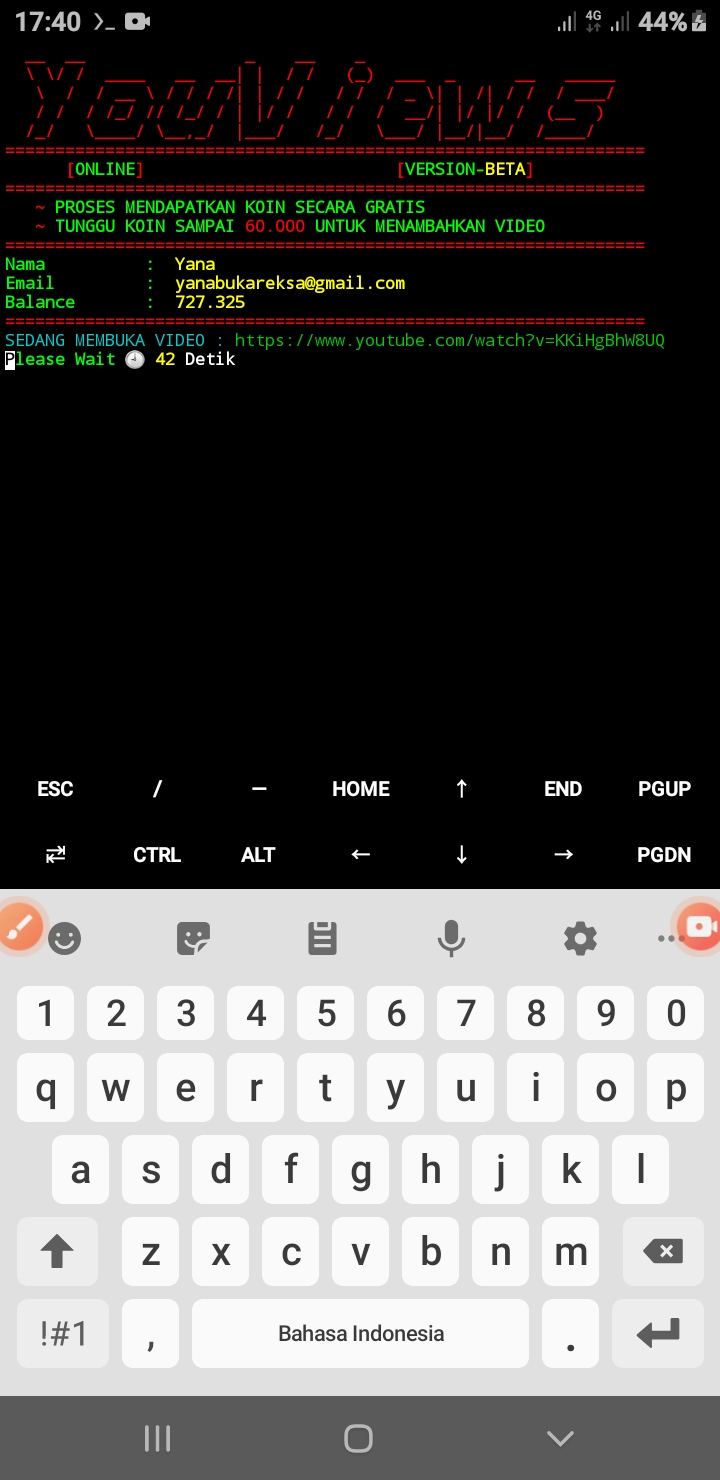 17:40 4G 44%
YouViews
[ONLINE] [VERSION-BETA]
~ PROSES MENDAPATKAN KOIN SECARA GRATIS
~ TUNGGU KOIN SAMPAI 60.000 UNTUK MENAMBAHKAN VIDEO
Nama : Yana
Email : yanabukareksa@gmail.com
Balance : 727.325
SEDANG MEMBUKA VIDEO : https://www.youtube.com/watch?v=KKiHgBhW8UQ
Please Wait 🕘 42 Detik
ESC / – HOME ↑ END PGUP
⇄ CTRL ALT ← ↓ → PGDN
1 2 3 4 5 6 7 8 9 0
q w e r t y u i o p
a s d f g h j k l
z x c v b n m
!#1 , Bahasa Indonesia .